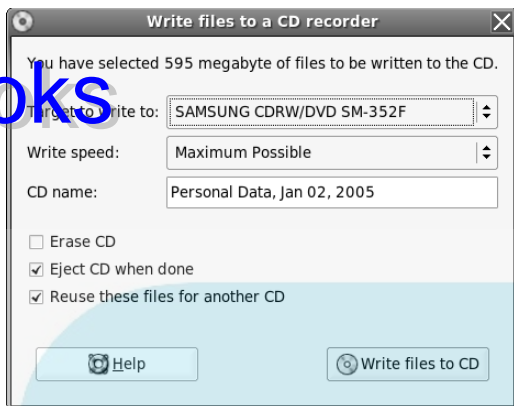 Write files to a CD recorder
You have selected 595 megabyte of files to be written to the CD.
oks
Target to write to: SAMSUNG CDRW/DVD SM-352F
Write speed: Maximum Possible
CD name: Personal Data, Jan 02, 2005
Erase CD
Eject CD when done
Reuse these files for another CD
Help
Write files to CD